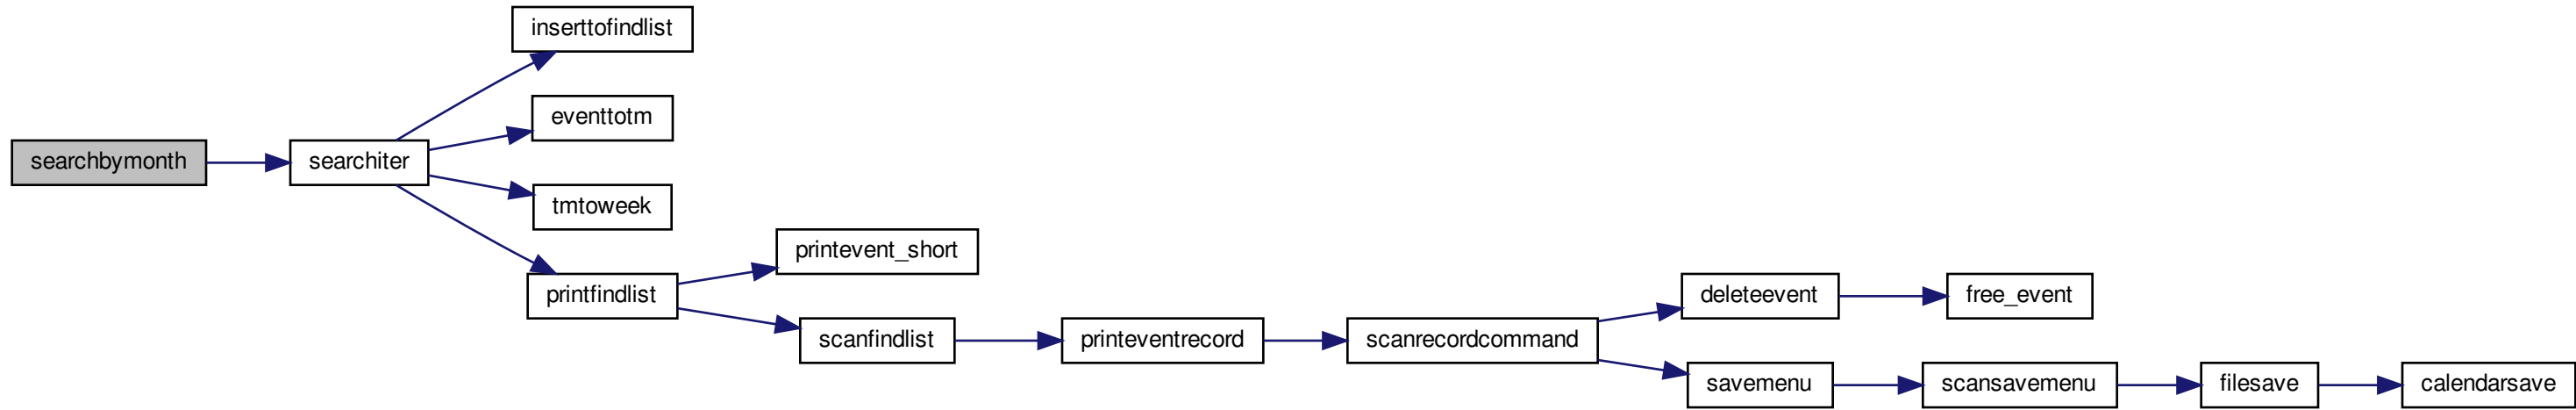 inserttofindlist
eventtotm
searchbymonth
searchiter
tmtoweek
printevent_short
printfindlist
deleteevent
free_event
scanfindlist
printeventrecord
scanrecordcommand
savemenu
scansavemenu
filesave
calendarsave